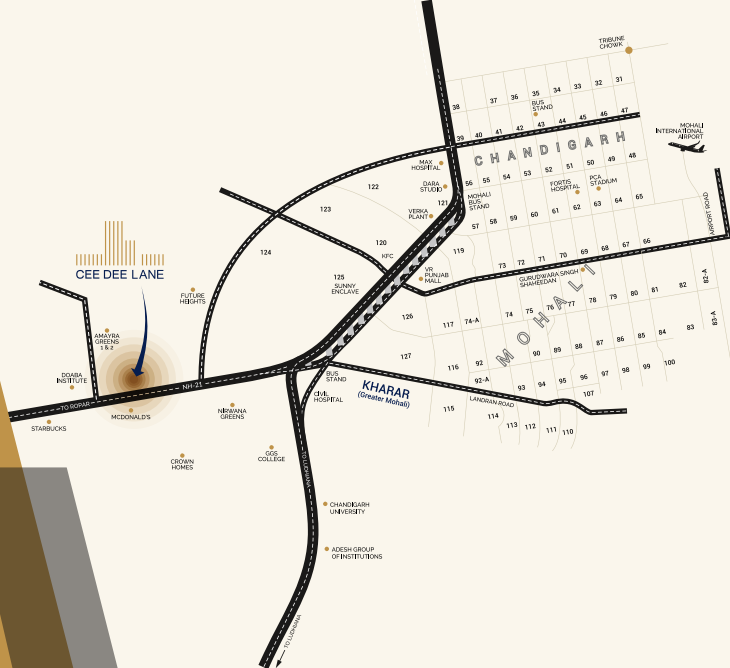 TRIBUNE
CHOWK
38
37
36
35
34
33
32
31
BUS
STAND
39
40
41
42
43
44
45
46
47
CHANDIGARH
MOHALI
INTERNATIONAL
AIRPORT
MAX
HOSPITAL
DARA
STUDIO
VERKA
PLANT
121
122
123
124
120
KFC
125
SUNNY
ENCLAVE
56
55
54
53
52
51
50
49
48
MOHALI
BUS
STAND
FORTIS
HOSPITAL
PCA
STADIUM
57
58
59
60
61
62
63
64
65
AIRPORT ROAD
119
73
72
71
70
69
68
67
66
VR
PUNJAB
MALL
GURUDWARA SINGH
SHAHEEDAN
82-A
MOHALI
126
117
74-A
74
75
76
77
78
79
80
81
82
83
83-A
127
116
92
90
89
88
87
86
85
84
92-A
93
94
95
96
97
98
99
100
107
LANDRAN ROAD
115
114
113
112
111
110
CEE DEE LANE
FUTURE
HEIGHTS
AMAYRA
GREENS
1 & 2
DOABA
INSTITUTE
NH-21
TO ROPAR
MCDONALD'S
STARBUCKS
NIRWANA
GREENS
CROWN
HOMES
GGS
COLLEGE
BUS
STAND
CIVIL
HOSPITAL
KHARAR
(Greater Mohali)
TO LUDHIANA
CHANDIGARH
UNIVERSITY
ADESH GROUP
OF INSTITUTIONS
TO LUDHIANA